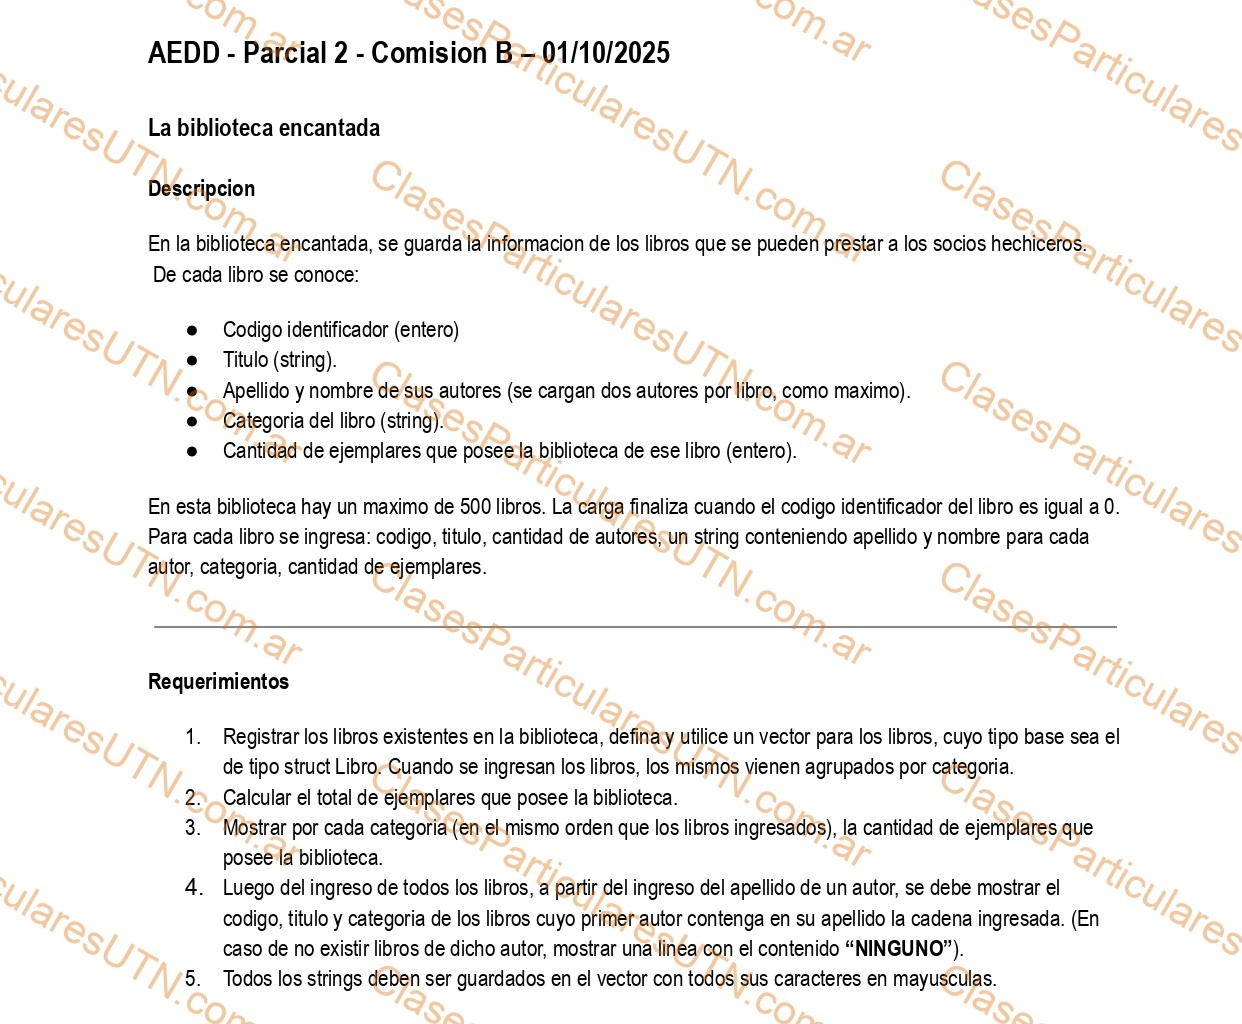 AEDD - Parcial 2 - Comision B – 01/10/2025
La biblioteca encantada
Descripcion
En la biblioteca encantada, se guarda la informacion de los libros que se pueden prestar a los socios hechiceros.
De cada libro se conoce:
● Codigo identificador (entero)
● Titulo (string).
● Apellido y nombre de sus autores (se cargan dos autores por libro, como maximo).
● Categoria del libro (string).
● Cantidad de ejemplares que posee la biblioteca de ese libro (entero).
En esta biblioteca hay un maximo de 500 libros. La carga finaliza cuando el codigo identificador del libro es igual a 0.
Para cada libro se ingresa: codigo, titulo, cantidad de autores, un string conteniendo apellido y nombre para cada
autor, categoria, cantidad de ejemplares.
Requerimientos
1. Registrar los libros existentes en la biblioteca, defina y utilice un vector para los libros, cuyo tipo base sea el
de tipo struct Libro. Cuando se ingresan los libros, los mismos vienen agrupados por categoria.
2. Calcular el total de ejemplares que posee la biblioteca.
3. Mostrar por cada categoria (en el mismo orden que los libros ingresados), la cantidad de ejemplares que
posee la biblioteca.
4. Luego del ingreso de todos los libros, a partir del ingreso del apellido de un autor, se debe mostrar el
codigo, titulo y categoria de los libros cuyo primer autor contenga en su apellido la cadena ingresada. (En
caso de no existir libros de dicho autor, mostrar una linea con el contenido “NINGUNO”).
5. Todos los strings deben ser guardados en el vector con todos sus caracteres en mayusculas.
ClasesParticularesUTN.com.ar